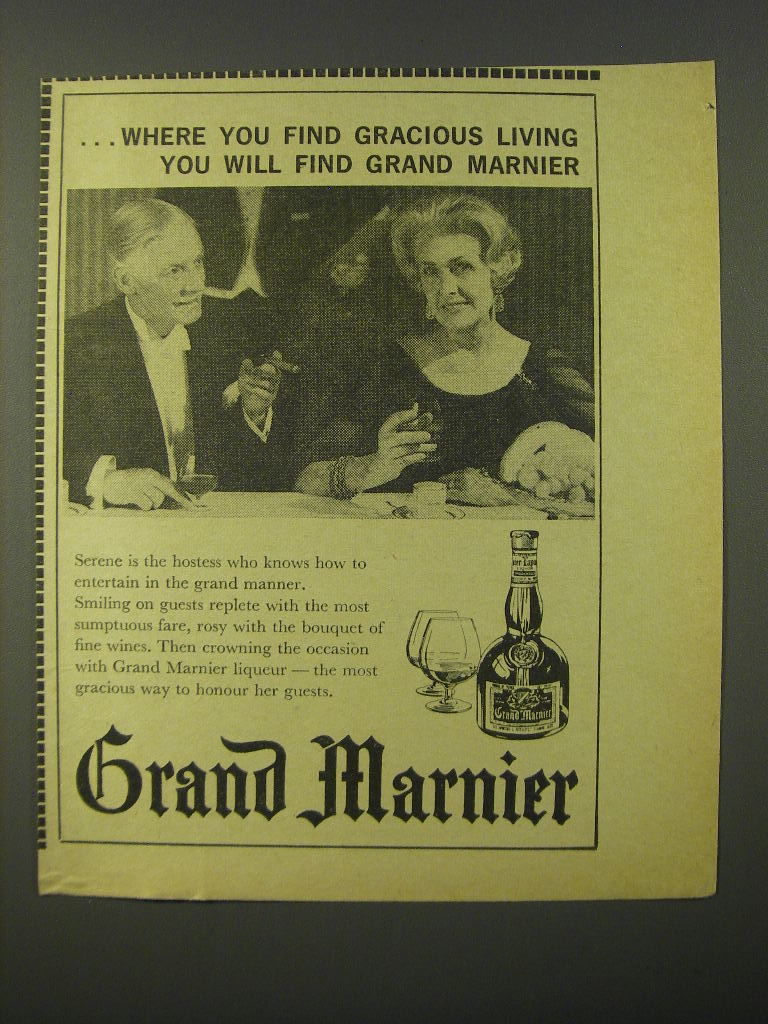 ...WHERE YOU FIND GRACIOUS LIVING
YOU WILL FIND GRAND MARNIER
Serene is the hostess who knows how to
entertain in the grand manner.
Smiling on guests replete with the most
sumptuous fare, rosy with the bouquet of
fine wines. Then crowning the occasion
with Grand Marnier liqueur — the most
gracious way to honour her guests.
Grand Marnier
Grand Marnier